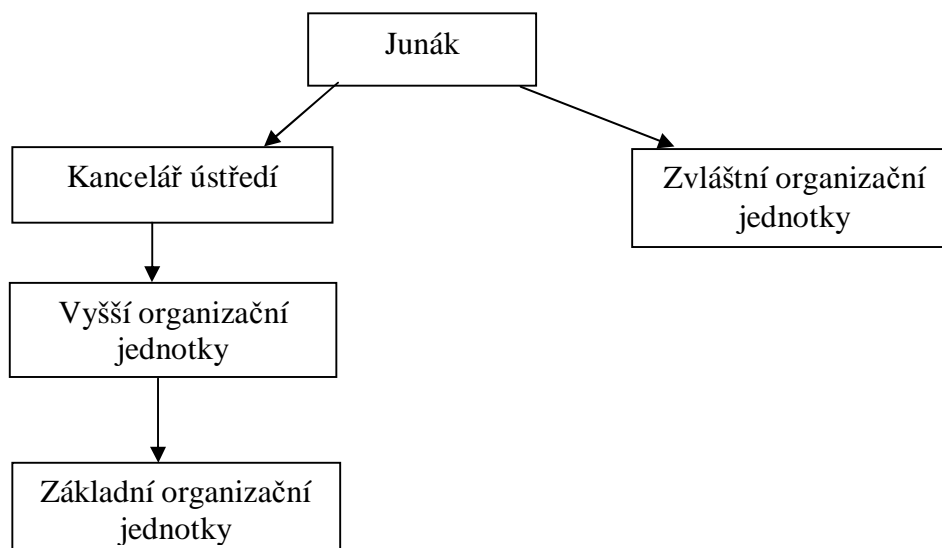 Junák
Kancelář ústředí
Zvláštní organizační
jednotky
Vyšší organizační
jednotky
Základní organizační
jednotky